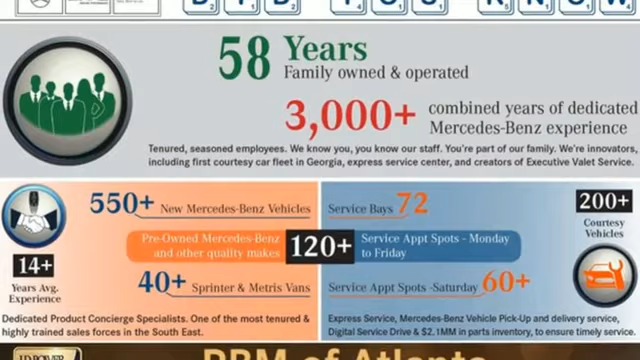 DID YOU KNOW
58 Years
Family owned & operated
3,000+ combined years of dedicated
Mercedes-Benz experience
Tenured, seasoned employees. We know you, you know our staff. You're part of our family. We're innovators,
including first courtesy car fleet in Georgia, express service center, and creators of Executive Valet Service.
550+ New Mercedes-Benz Vehicles
Pre-Owned Mercedes-Benz
and other quality makes
120+
40+ Sprinter & Metris Vans
14+
Years Avg.
Experience
Dedicated Product Concierge Specialists. One of the most tenured &
highly trained sales forces in the South East.
Service Bays 72
Service Appt Spots - Monday
to Friday
Service Appt Spots -Saturday 60+
200+
Courtesy
Vehicles
Express Service, Mercedes-Benz Vehicle Pick-Up and delivery service,
Digital Service Drive & $2.1MM in parts inventory, to ensure timely service.
J.D. POWER
RBM of Atlanta